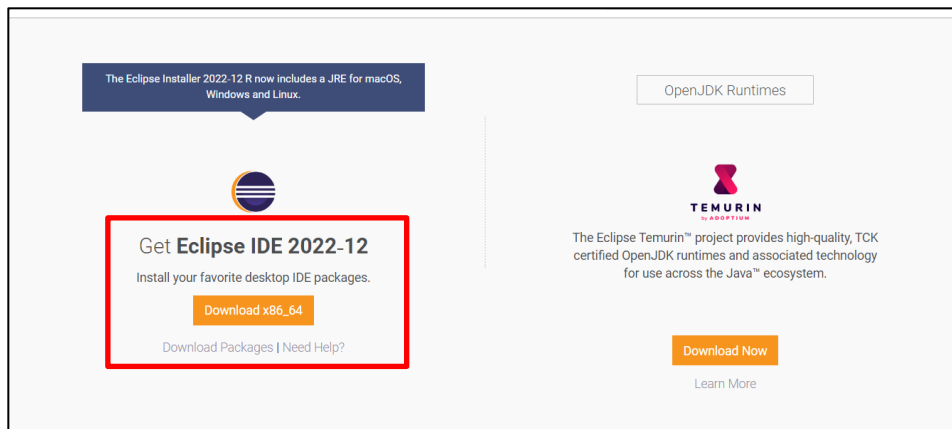 The Eclipse Installer 2022-12 R now includes a JRE for macOS,
Windows and Linux.
Get Eclipse IDE 2022-12
Install your favorite desktop IDE packages.
Download x86_64
Download Packages | Need Help?
OpenJDK Runtimes
TEMURIN
by ADOPTIUM
The Eclipse Temurin™ project provides high-quality, TCK
certified OpenJDK runtimes and associated technology
for use across the Java™ ecosystem.
Download Now
Learn More